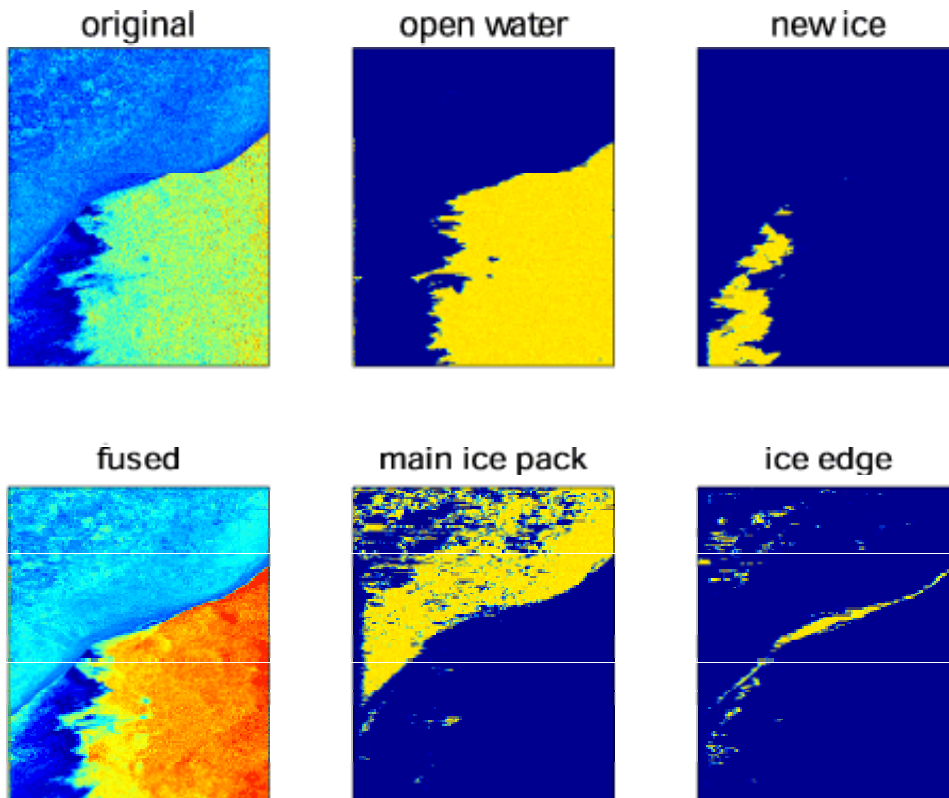 original
open water
new ice
fused
main ice pack
ice edge